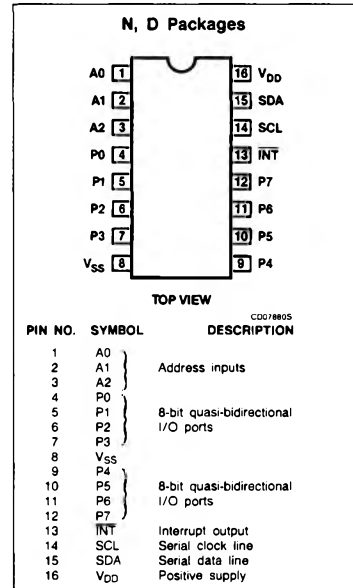 N, D Packages
A0 1 16 VDD
A1 2 15 SDA
A2 3 14 SCL
P0 4 13 INT
P1 5 12 P7
P2 6 11 P6
P3 7 10 P5
VSS 8 9 P4
TOP VIEW
CD07880S
PIN NO. SYMBOL DESCRIPTION
1 A0
2 A1 Address inputs
3 A2
4 P0
5 P1 8-bit quasi-bidirectional
6 P2 I/O ports
7 P3
8 VSS
9 P4
10 P5 8-bit quasi-bidirectional
11 P6 I/O ports
12 P7
13 INT Interrupt output
14 SCL Serial clock line
15 SDA Serial data line
16 VDD Positive supply